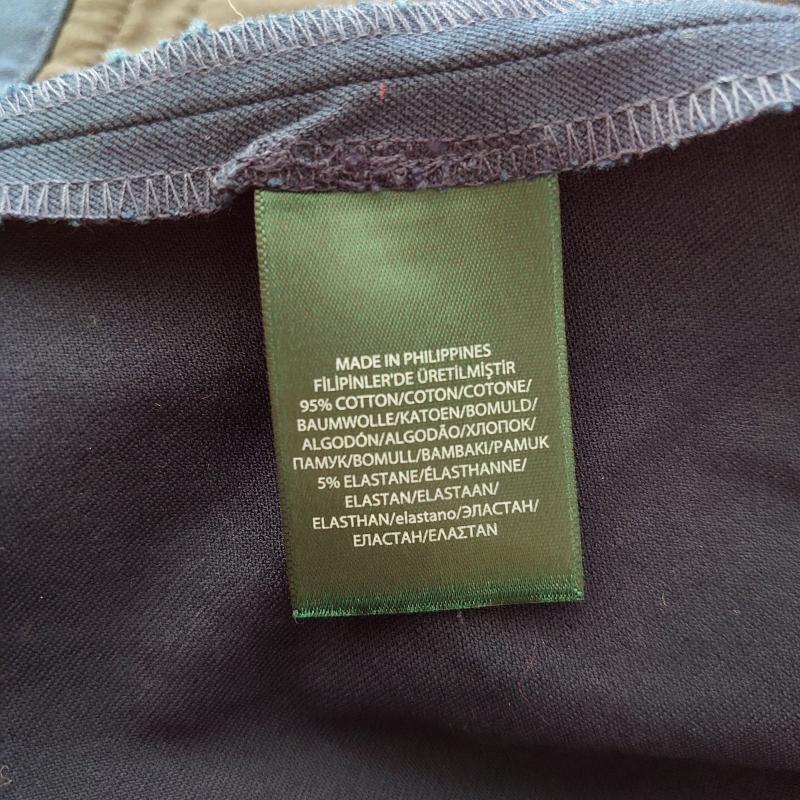 MADE IN PHILIPPINES
FİLİPİNLER'DE ÜRETİLMİŞTİR
95% COTTON/COTON/COTONE/
BAUMWOLLE/KATOEN/BOMULD/
ALGODÓN/ALGODÃO/ХЛОПОК/
ПАМУК/BOMULL/BAMBAKI/PAMUK
5% ELASTANE/ÉLASTHANNE/
ELASTAN/ELASTAAN/
ELASTHAN/elastano/ЭЛАСТАН/
ЕЛАСТАН/ΕΛΑΣΤΑΝ